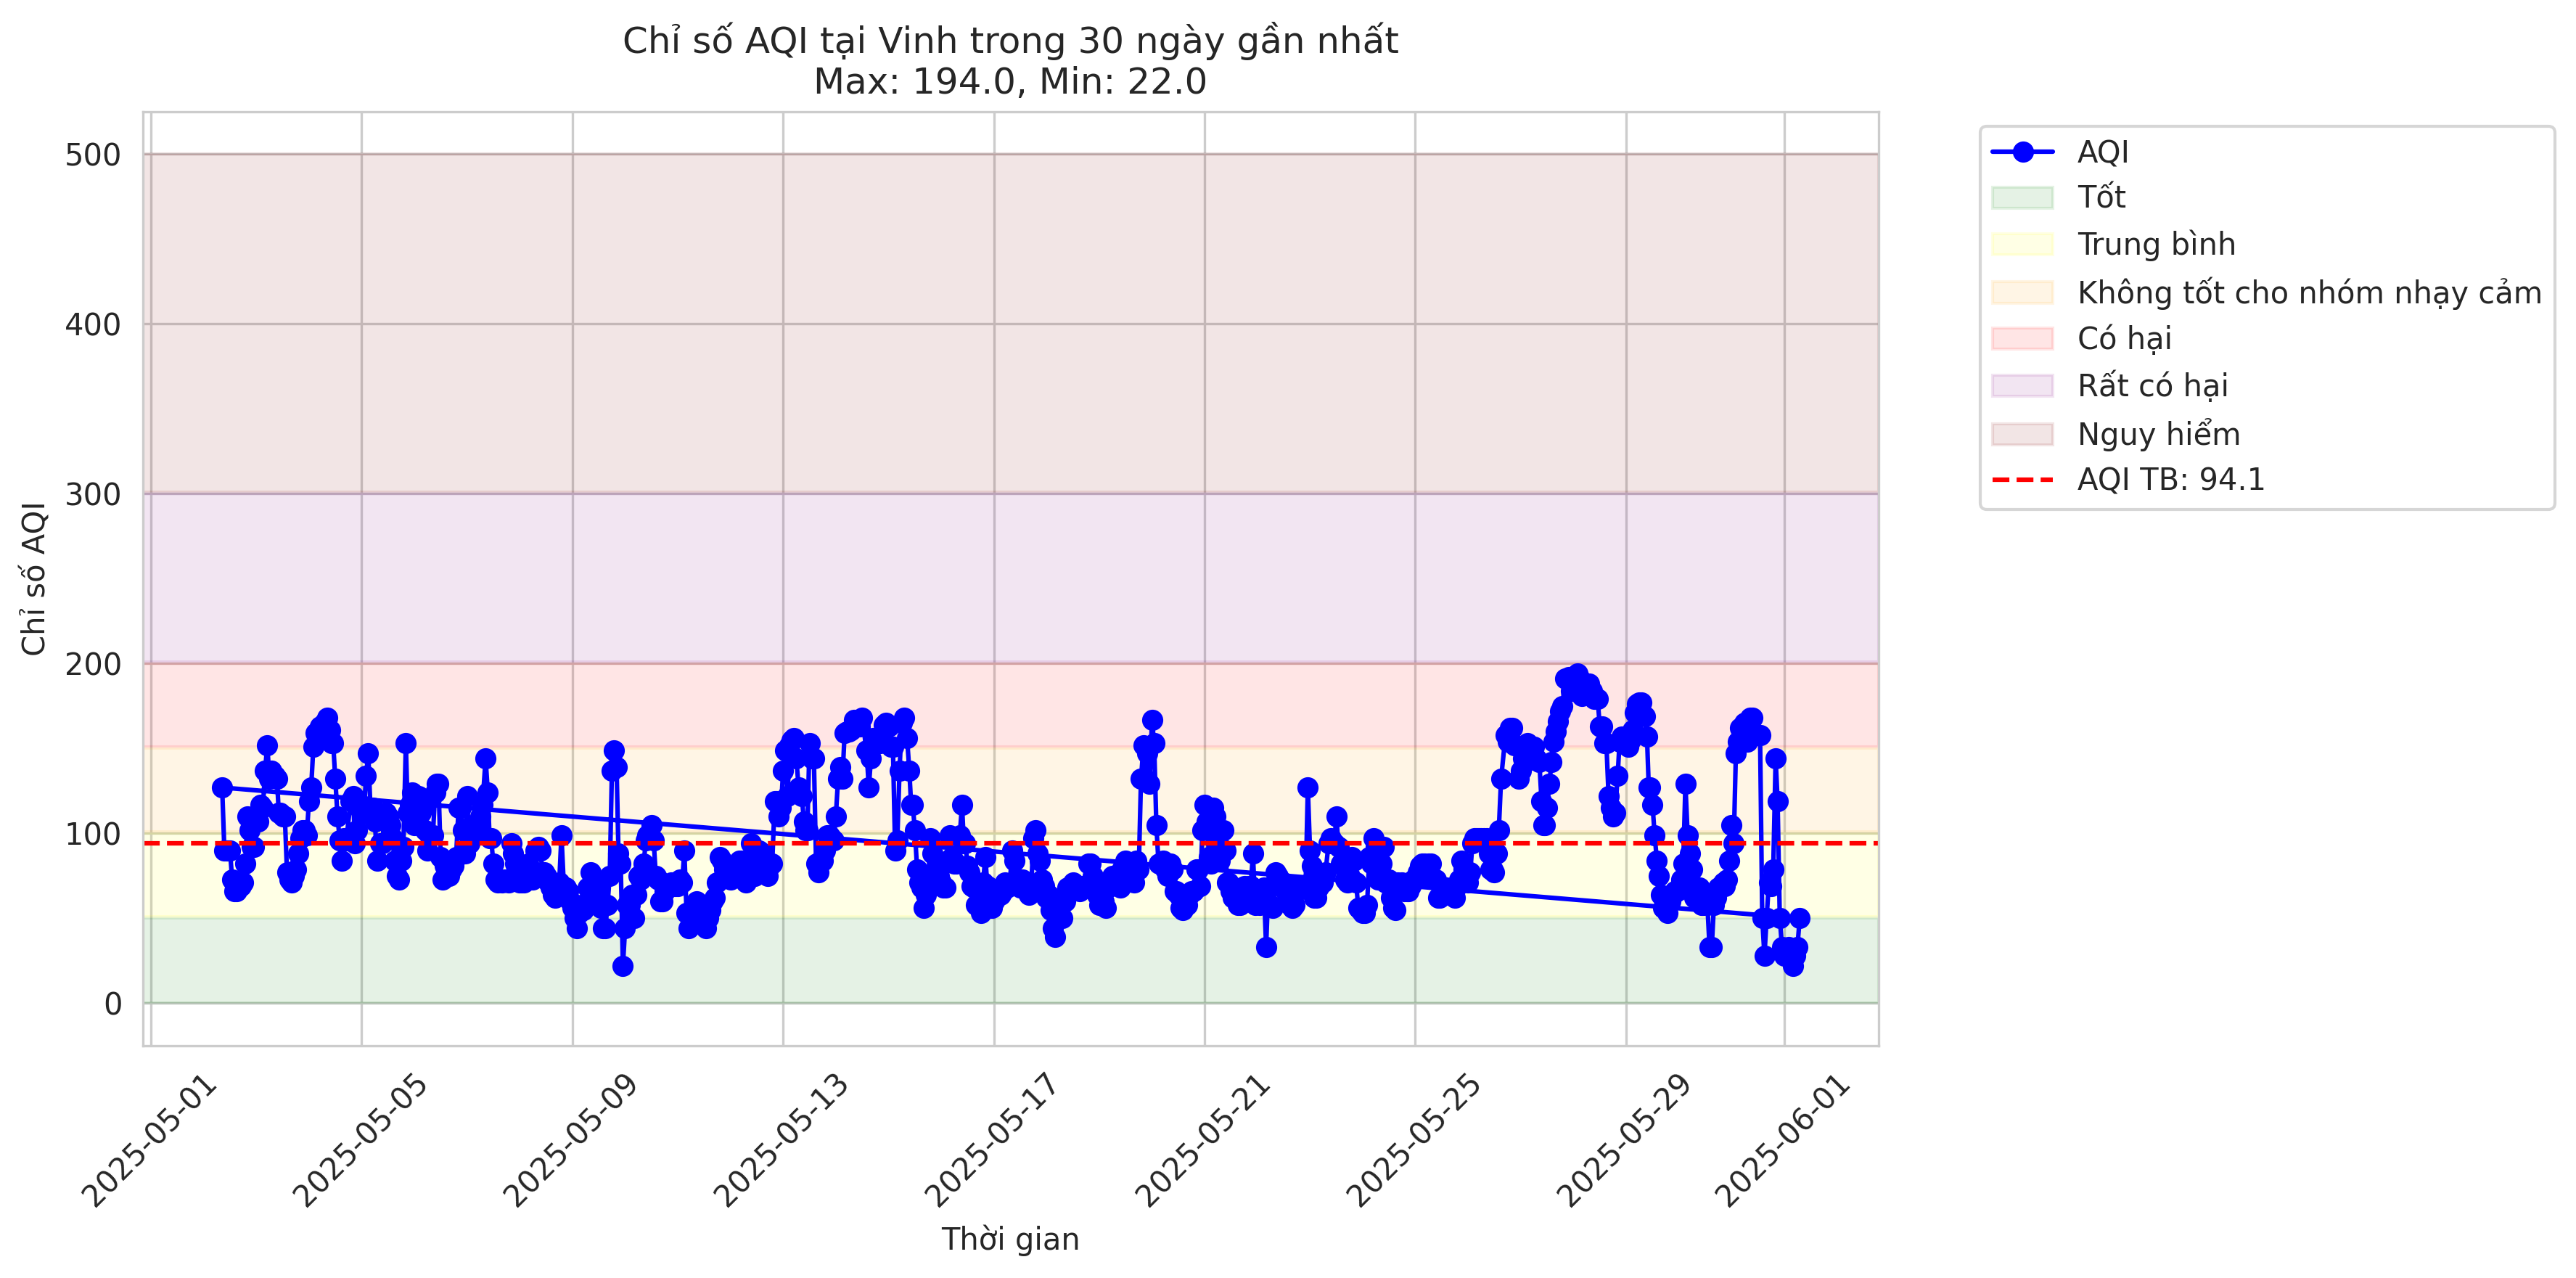 Chỉ số AQI tại Vinh trong 30 ngày gần nhất
Max: 194.0, Min: 22.0
Chỉ số AQI
500
400
300
200
100
0
2025-05-01
2025-05-05
2025-05-09
2025-05-13
2025-05-17
2025-05-21
2025-05-25
2025-05-29
2025-06-01
Thời gian
AQI
Tốt
Trung bình
Không tốt cho nhóm nhạy cảm
Có hại
Rất có hại
Nguy hiểm
AQI TB: 94.1